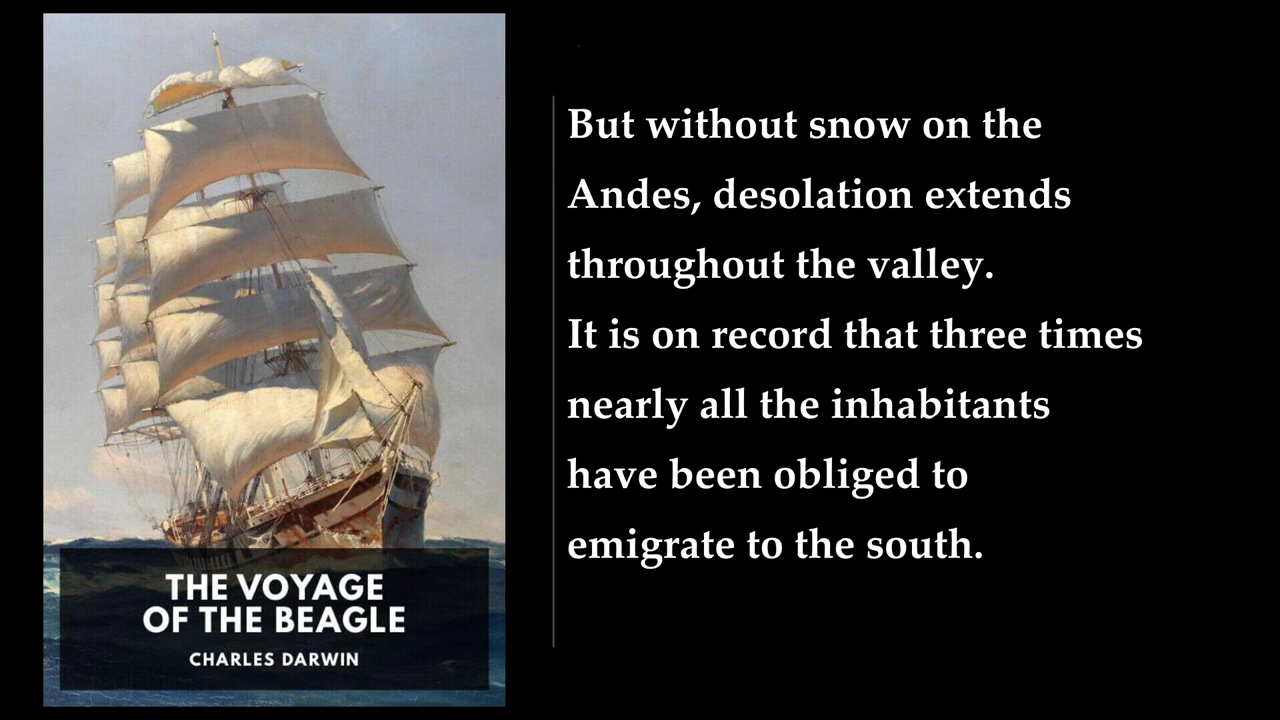 THE VOYAGE
OF THE BEAGLE
CHARLES DARWIN
But without snow on the
Andes, desolation extends
throughout the valley.
It is on record that three times
nearly all the inhabitants
have been obliged to
emigrate to the south.